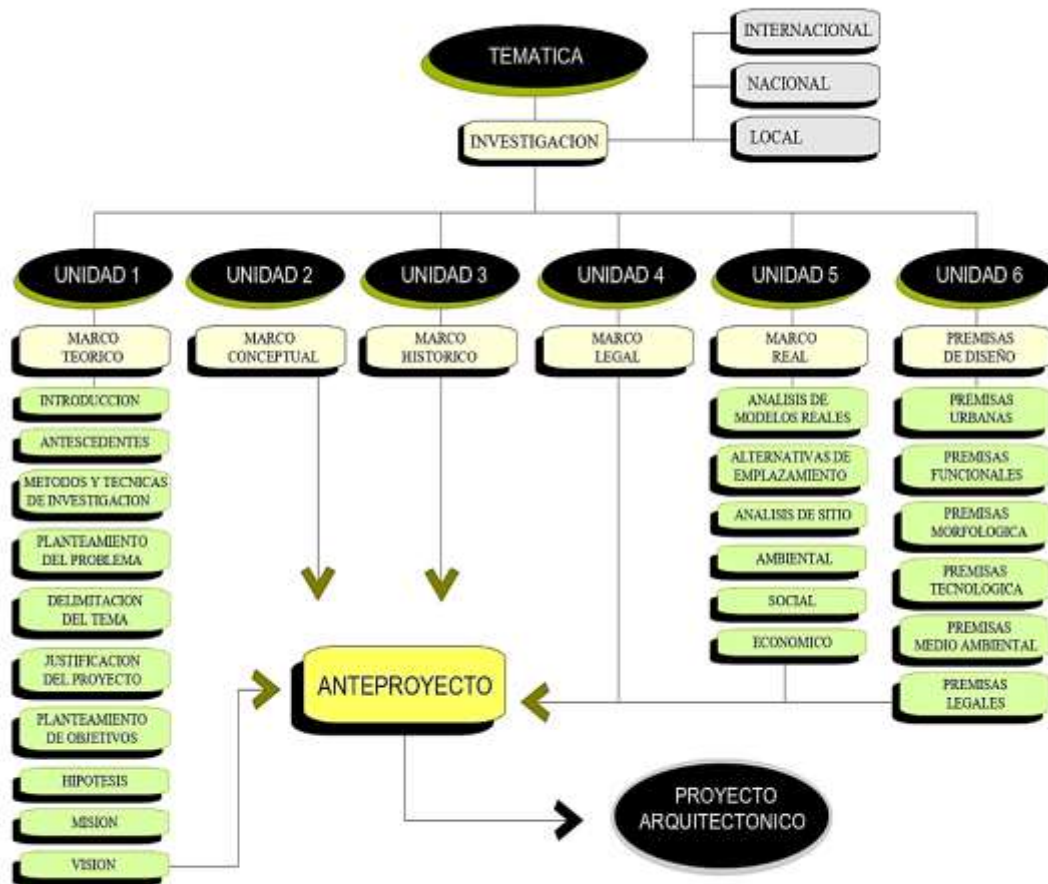 TEMATICA
INVESTIGACION
INTERNACIONAL
NACIONAL
LOCAL
UNIDAD 1
MARCO
TEORICO
INTRODUCCION
ANTESCEDENTES
METODOS Y TECNICAS
DE INVESTIGACION
PLANTEAMIENTO
DEL PROBLEMA
DELIMITACION
DEL TEMA
JUSTIFICACION
DEL PROYECTO
PLANTEAMIENTO
DE OBJETIVOS
HIPOTESIS
MISION
VISION
UNIDAD 2
MARCO
CONCEPTUAL
UNIDAD 3
MARCO
HISTORICO
UNIDAD 4
MARCO
LEGAL
UNIDAD 5
MARCO
REAL
ANALISIS DE
MODELOS REALES
ALTERNATIVAS DE
EMPLAZAMIENTO
ANALISIS DE SITIO
AMBIENTAL
SOCIAL
ECONOMICO
UNIDAD 6
PREMISAS
DE DISEÑO
PREMISAS
URBANAS
PREMISAS
FUNCIONALES
PREMISAS
MORFOLOGICA
PREMISAS
TECNOLOGICA
PREMISAS
MEDIO AMBIENTAL
PREMISAS
LEGALES
ANTEPROYECTO
PROYECTO
ARQUITECTONICO